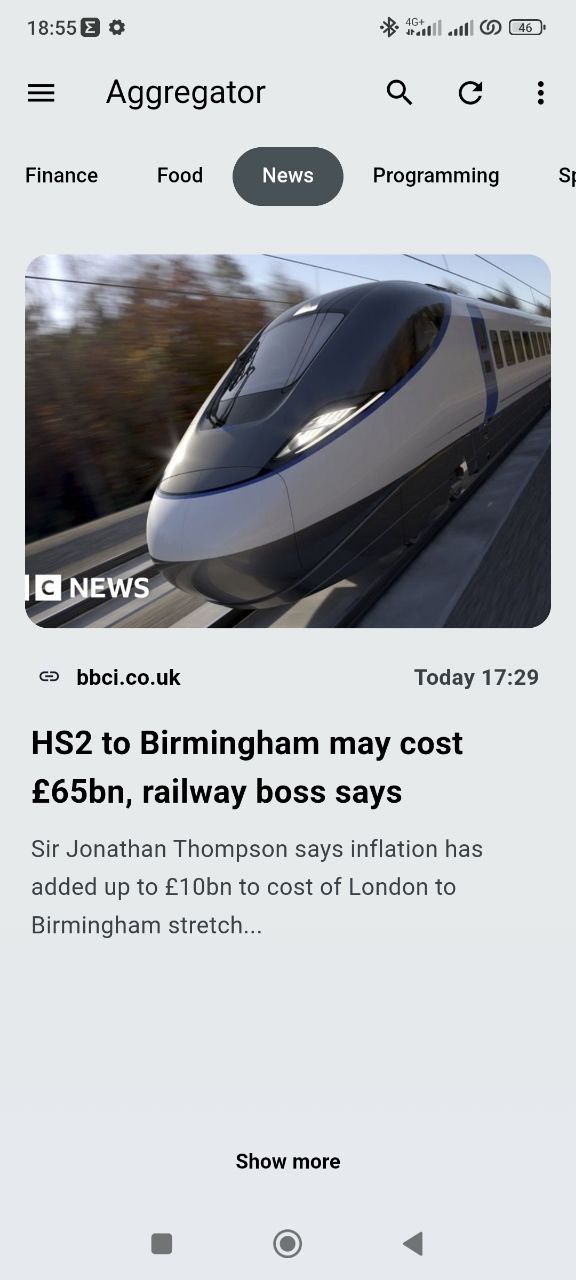 18:55
4G+
46
Aggregator
Finance Food News Programming Sp
C NEWS
bbci.co.uk
Today 17:29
HS2 to Birmingham may cost
£65bn, railway boss says
Sir Jonathan Thompson says inflation has
added up to £10bn to cost of London to
Birmingham stretch...
Show more